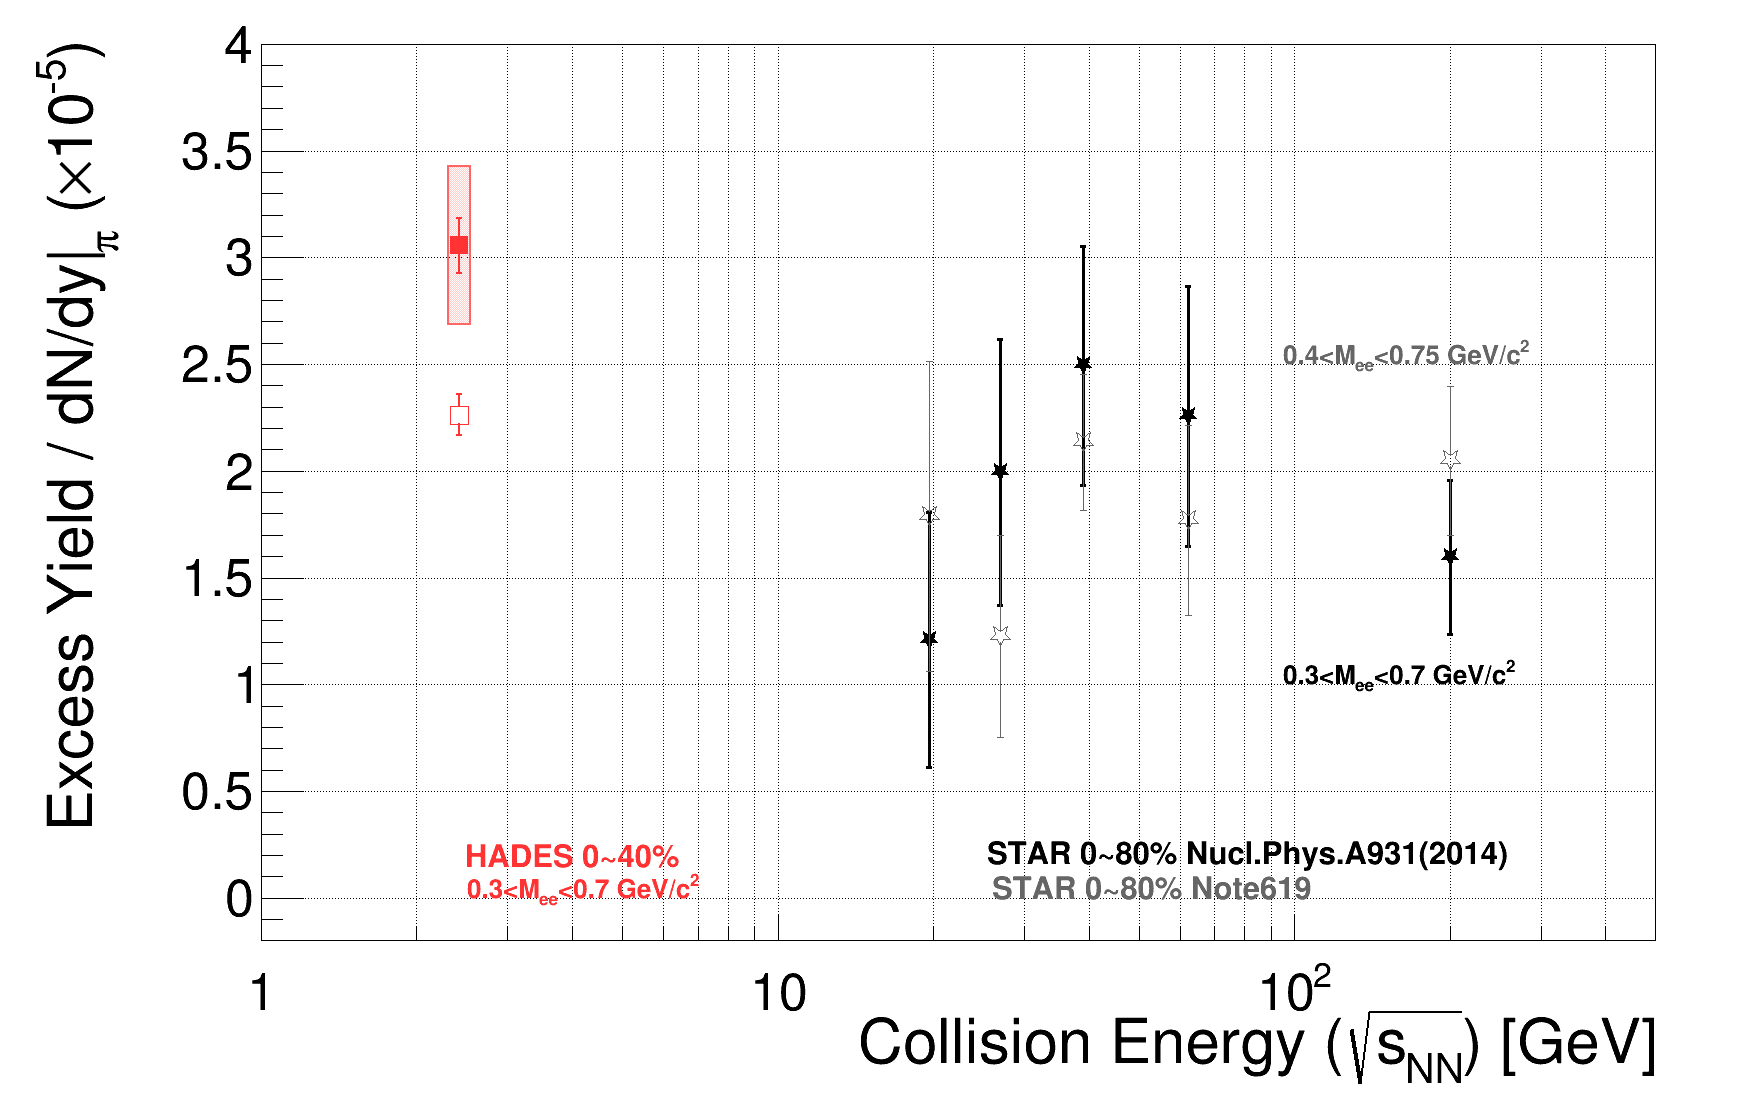 Excess Yield / dN/dy|π (×10-5)
4
3.5
3
2.5
2
1.5
1
0.5
0
0.4<Mee<0.75 GeV/c2
0.3<Mee<0.7 GeV/c2
HADES 0~40%
0.3<Mee<0.7 GeV/c2
STAR 0~80% Nucl.Phys.A931(2014)
STAR 0~80% Note619
1 10 102
Collision Energy (√sNN) [GeV]